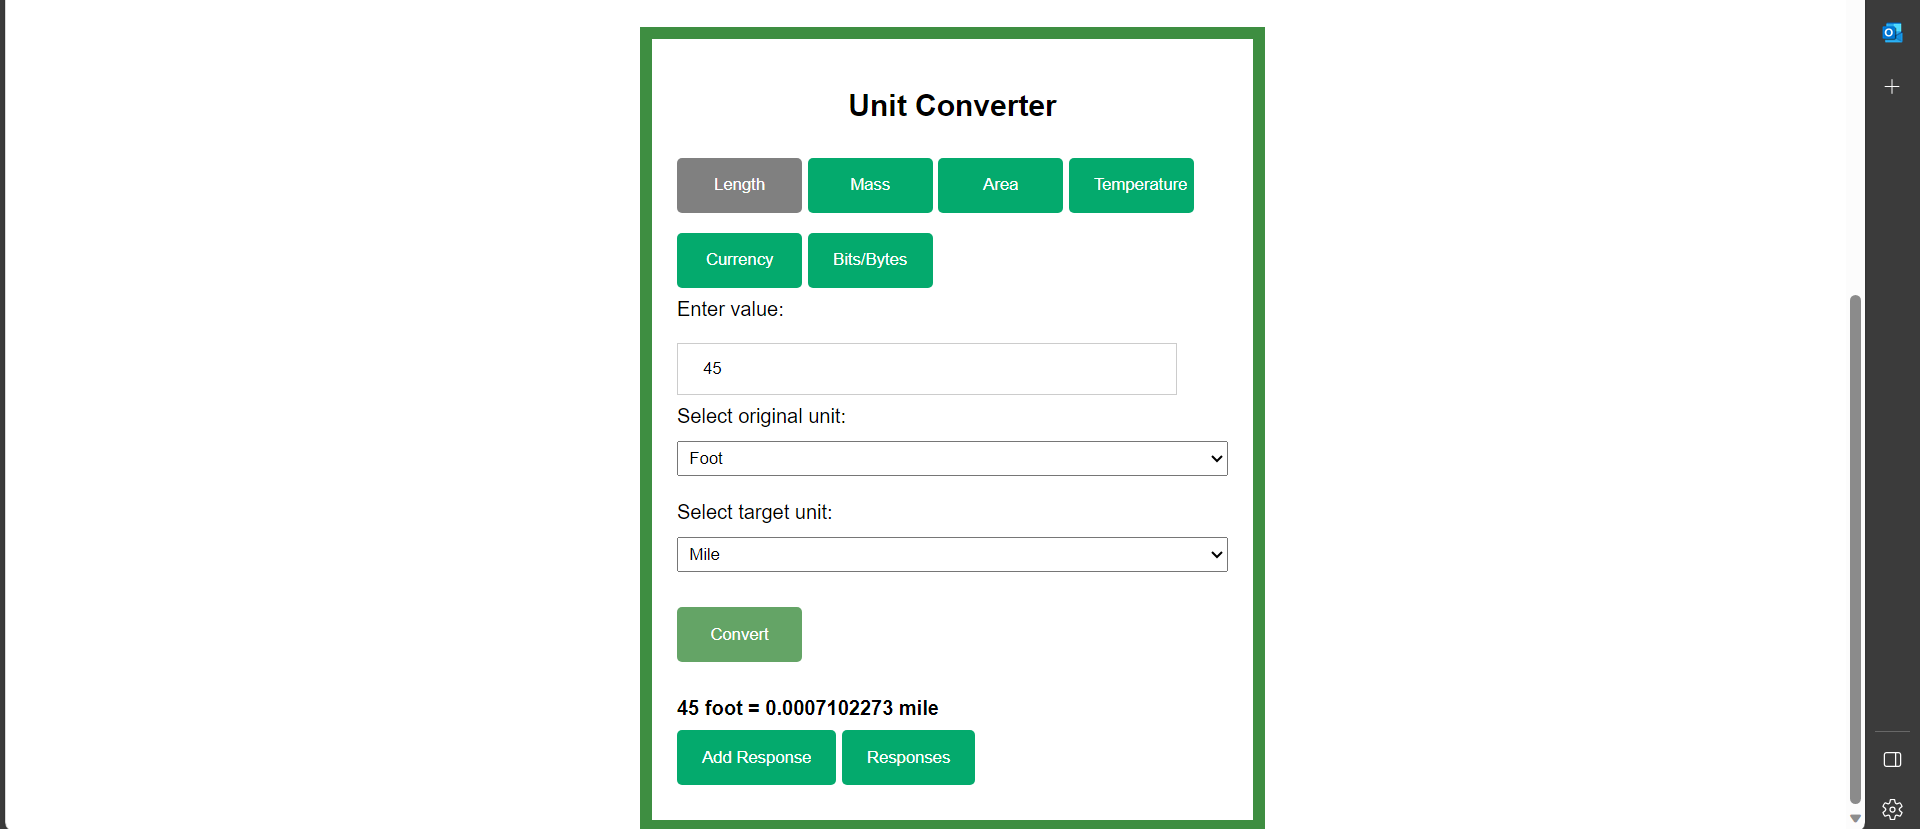 Unit Converter
Length Mass Area Temperature
Currency Bits/Bytes
Enter value:
45
Select original unit:
Foot
Select target unit:
Mile
Convert
45 foot = 0.0007102273 mile
Add Response Responses